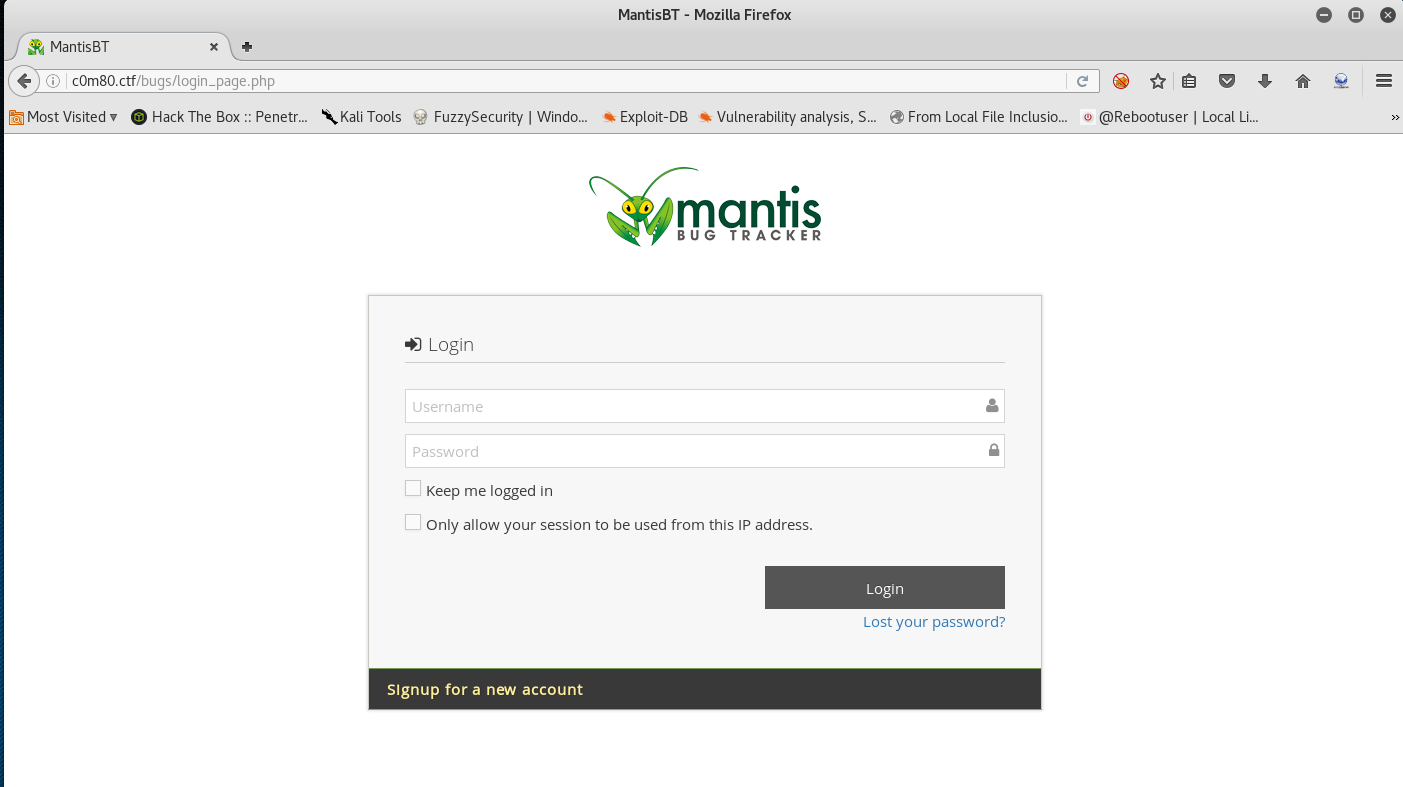 MantisBT - Mozilla Firefox
MantisBT
c0m80.ctf/bugs/login_page.php
Most Visited Hack The Box :: Penetr... Kali Tools FuzzySecurity | Windo... Exploit-DB Vulnerability analysis, S... From Local File Inclusio... @Rebootuser | Local Li...
mantis
BUG TRACKER
Login
Username
Password
Keep me logged in
Only allow your session to be used from this IP address.
Login
Lost your password?
Signup for a new account